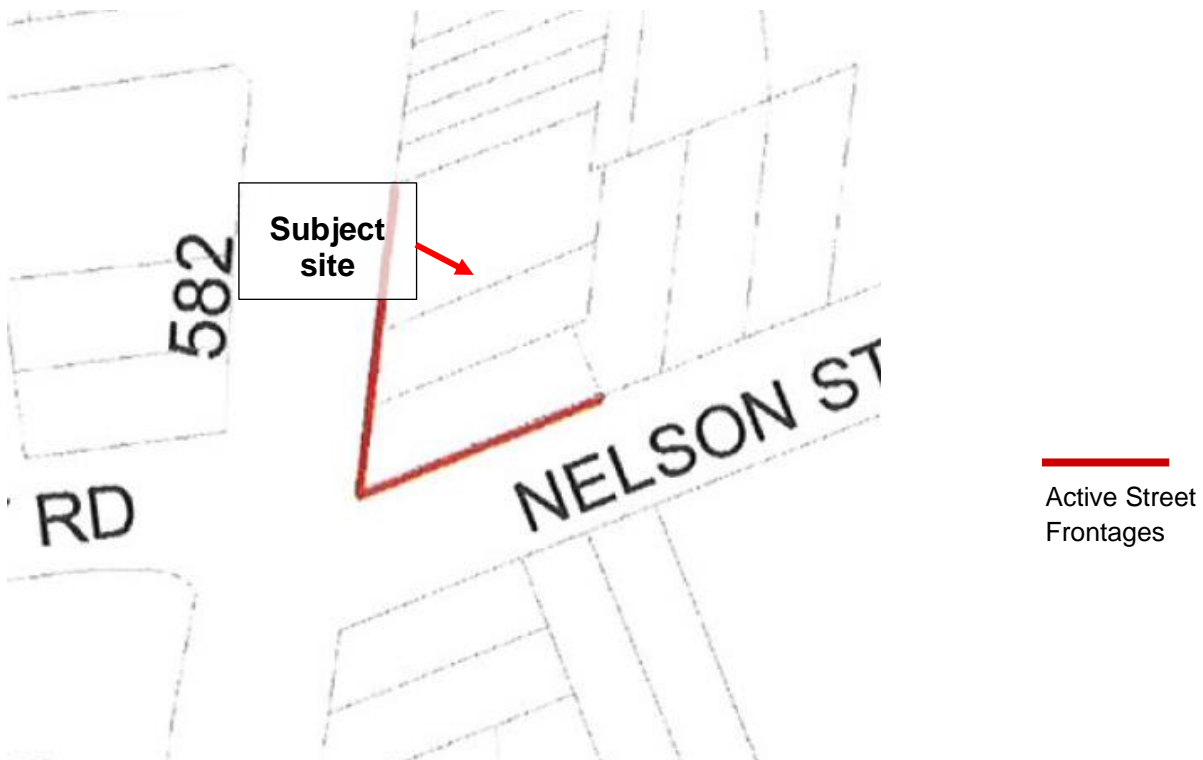 Subject
site
582
RD
NELSON ST
Active Street
Frontages